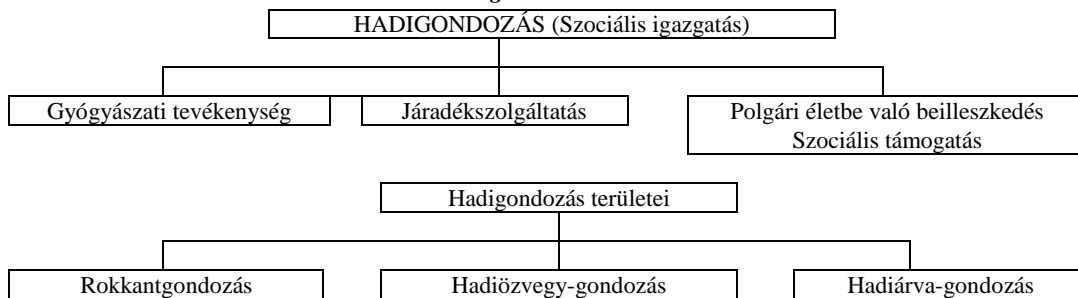 HADIGONDOZÁS (Szociális igazgatás)
Gyógyászati tevékenység
Járadékszolgáltatás
Polgári életbe való beilleszkedés
Szociális támogatás
Hadigondozás területei
Rokkantgondozás
Hadiözvegy-gondozás
Hadiárva-gondozás